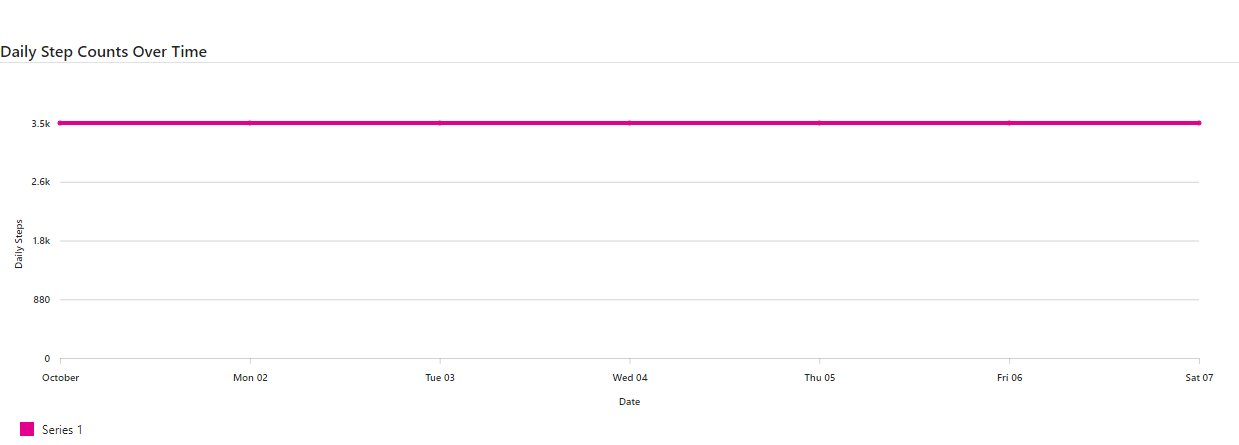 Daily Step Counts Over Time
3.5k
2.6k
1.8k
880
0
Daily Steps
October Mon 02 Tue 03 Wed 04 Thu 05 Fri 06 Sat 07
Date
Series 1